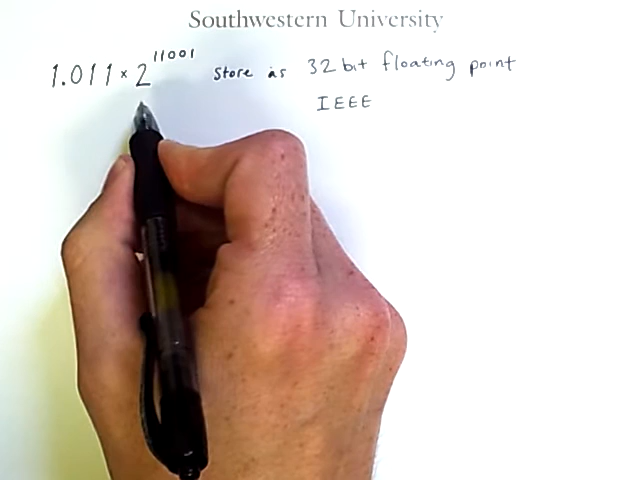 Southwestern University
1.011 × 2^11001 Store as 32 bit floating point
IEEE